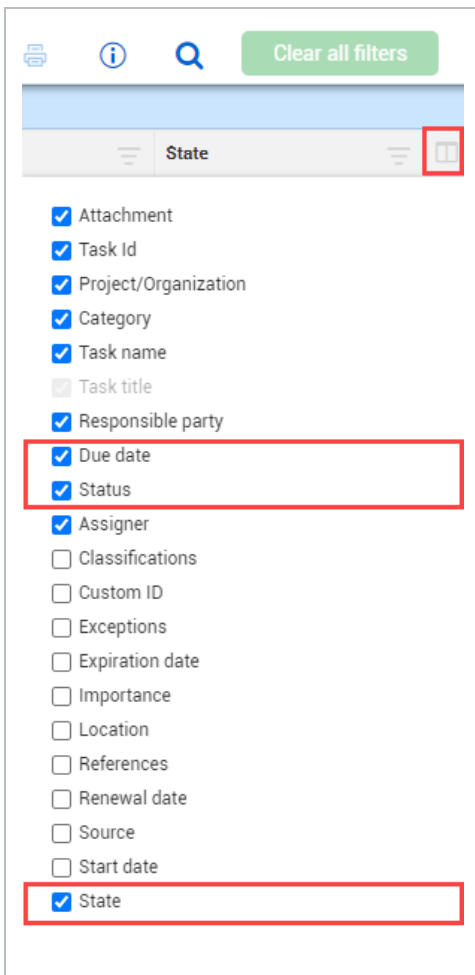 Clear all filters
State
Attachment
Task Id
Project/Organization
Category
Task name
Task title
Responsible party
Due date
Status
Assigner
Classifications
Custom ID
Exceptions
Expiration date
Importance
Location
References
Renewal date
Source
Start date
State